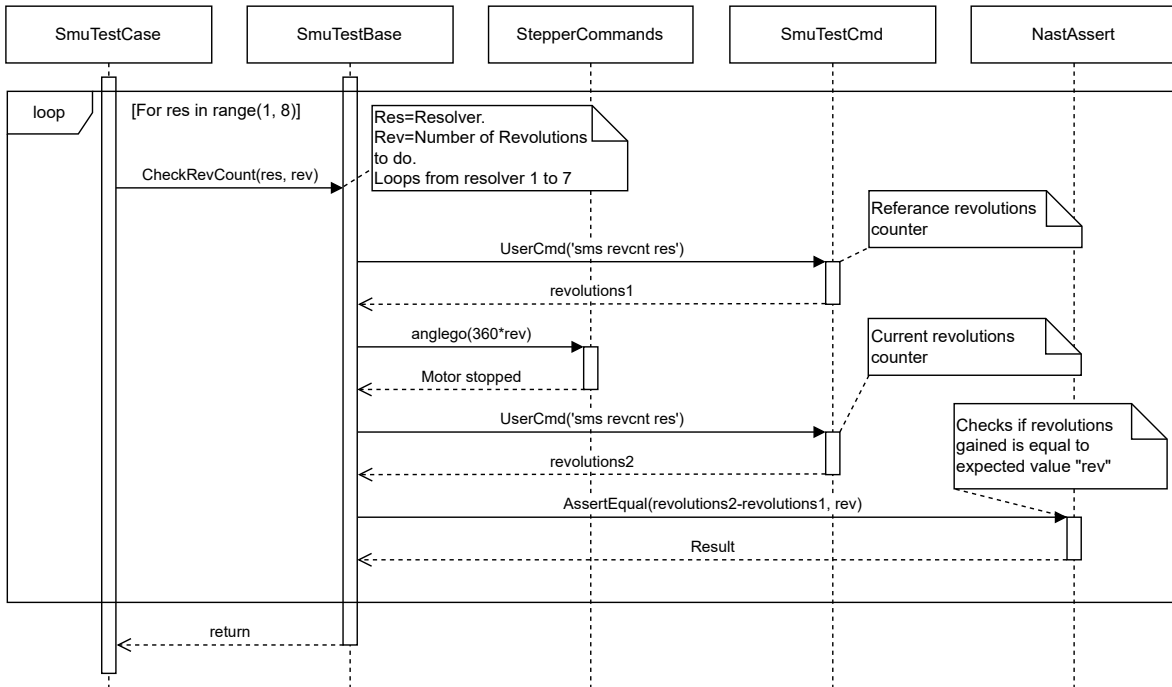 SmuTestCase
SmuTestBase
StepperCommands
SmuTestCmd
NastAssert
loop
[For res in range(1, 8)]
Res=Resolver.
Rev=Number of Revolutions
to do.
Loops from resolver 1 to 7
CheckRevCount(res, rev)
Referance revolutions
counter
UserCmd('sms revcnt res')
revolutions1
anglego(360*rev)
Current revolutions
counter
Motor stopped
UserCmd('sms revcnt res')
Checks if revolutions
gained is equal to
expected value "rev"
revolutions2
AssertEqual(revolutions2-revolutions1, rev)
Result
return